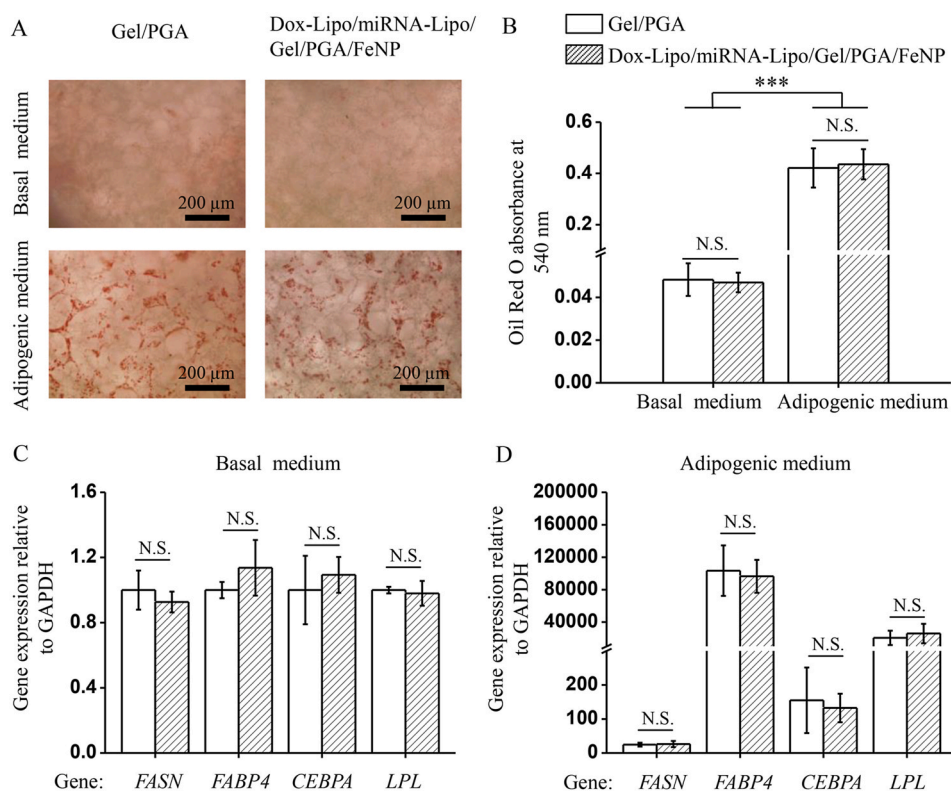 A
Gel/PGA
Dox-Lipo/miRNA-Lipo/
Gel/PGA/FeNP
Basal medium
200 µm
200 µm
Adipogenic medium
200 µm
200 µm
B
Gel/PGA
Dox-Lipo/miRNA-Lipo/Gel/PGA/FeNP
***
N.S.
N.S.
Oil Red O absorbance at
540 nm
0.6
0.4
0.04
0.00
Basal medium
Adipogenic medium
C
Basal medium
Gene expression relative
to GAPDH
1.6
1.2
0.8
0.4
0.0
N.S.
N.S.
N.S.
N.S.
Gene:
FASN
FABP4
CEBPA
LPL
D
Adipogenic medium
Gene expression relative
to GAPDH
200000
160000
120000
80000
40000
200
100
0
N.S.
N.S.
N.S.
N.S.
Gene:
FASN
FABP4
CEBPA
LPL